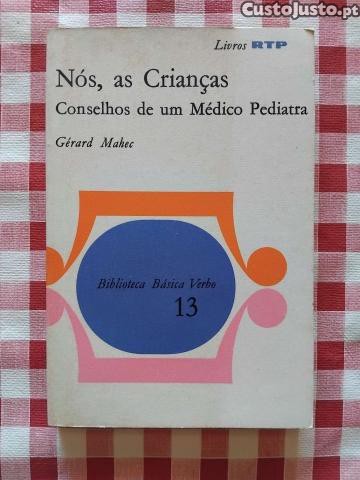 CustoJusto.pt
Livros RTP
Nós, as Crianças
Conselhos de um Médico Pediatra
Gérard Mahec
Biblioteca Básica Verbo
13